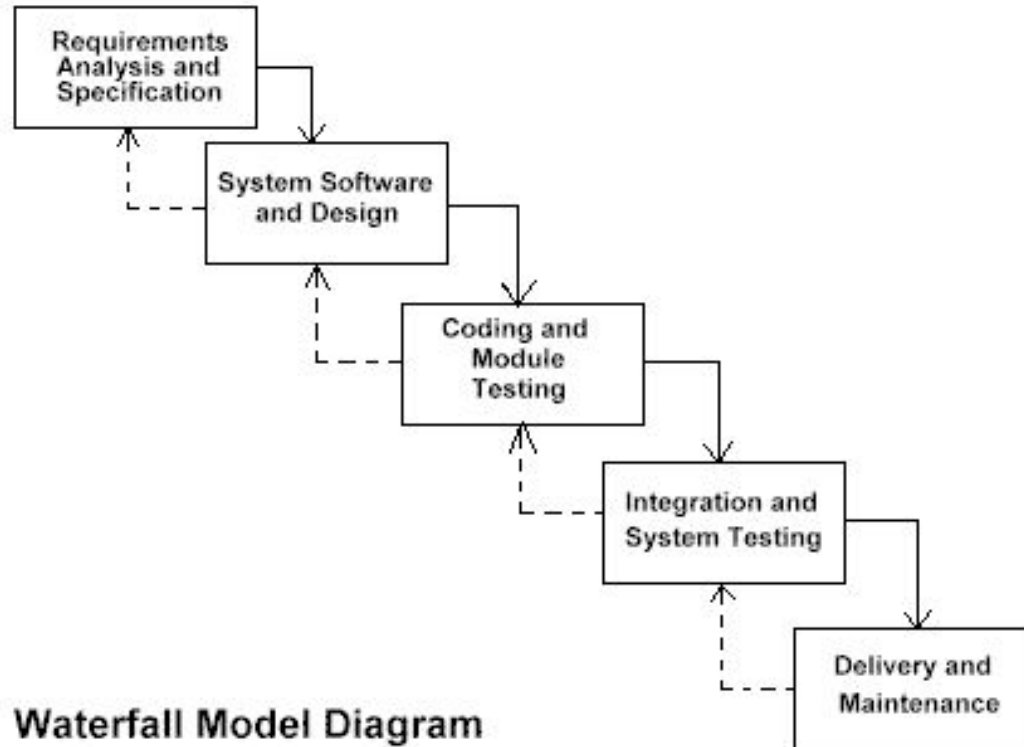 Requirements
Analysis and
Specification
System Software
and Design
Coding and
Module
Testing
Integration and
System Testing
Delivery and
Maintenance
Waterfall Model Diagram